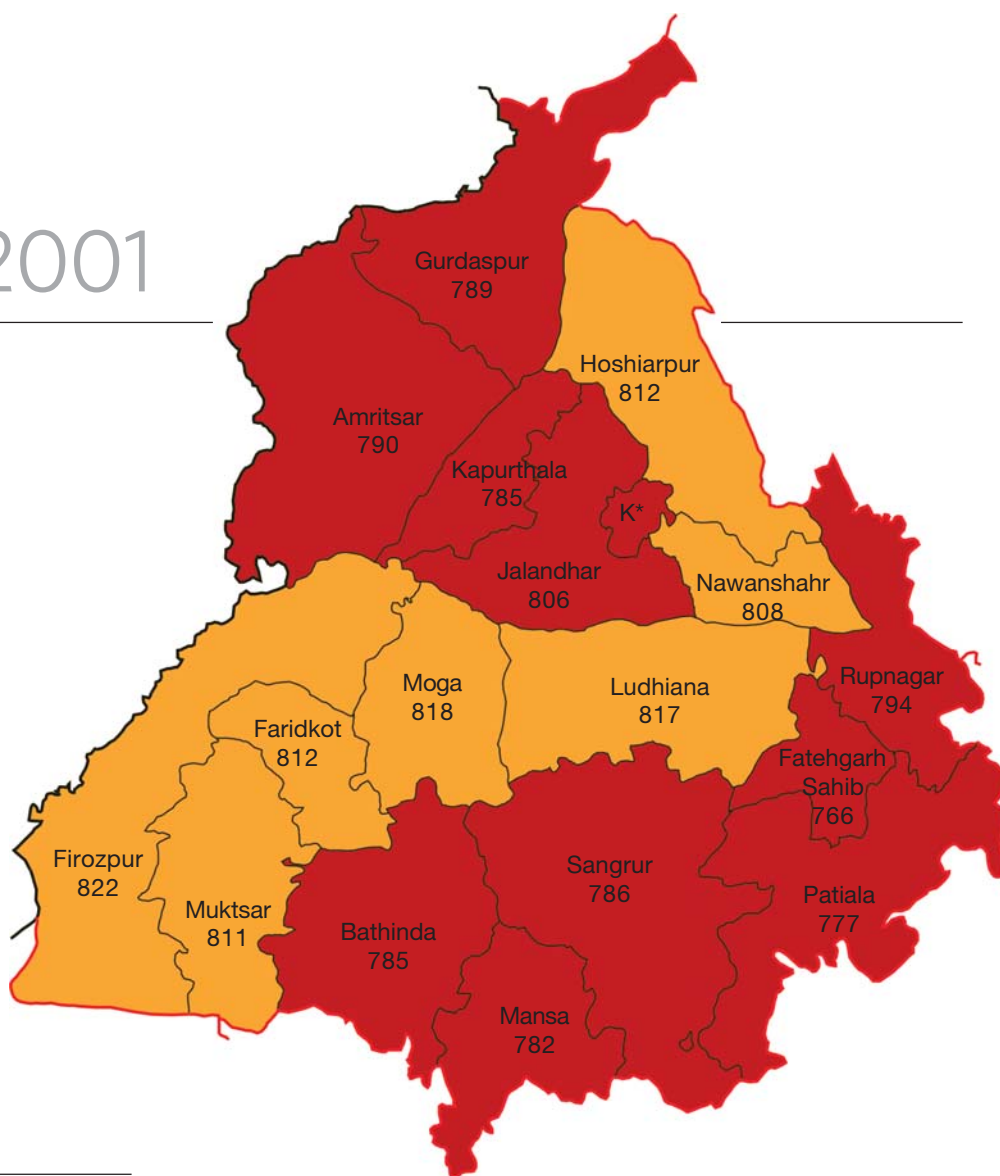 2001
Gurdaspur
789
Hoshiarpur
812
Amritsar
790
Kapurthala
785
K*
Jalandhar
806
Nawanshahr
808
Rupnagar
794
Moga
818
Ludhiana
817
Faridkot
812
Fatehgarh
Sahib
766
Firozpur
822
Muktsar
811
Sangrur
786
Patiala
777
Bathinda
785
Mansa
782